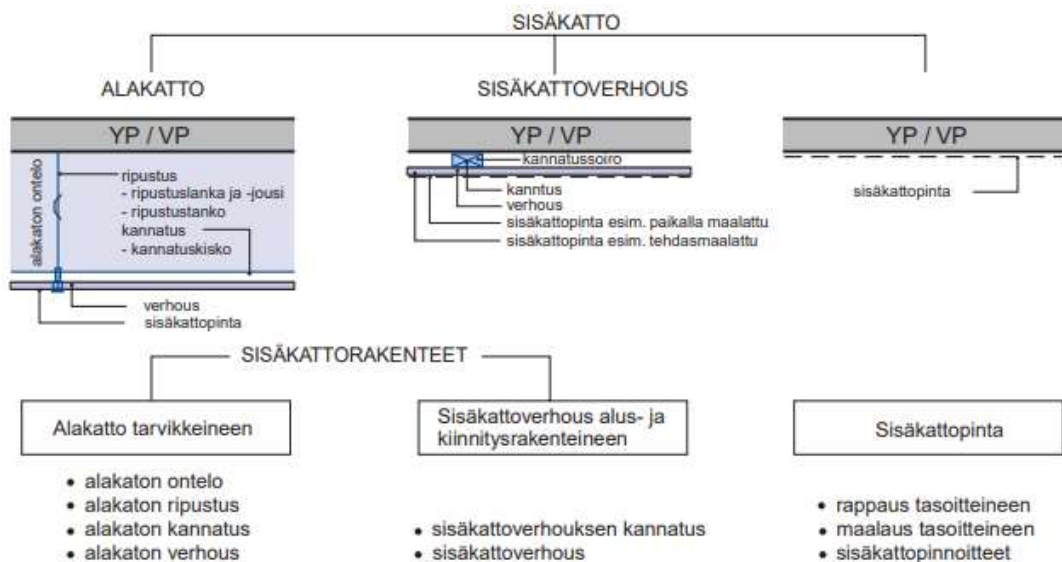 SISÄKATTO
ALAKATTO
YP / VP
alakaton ontelo
ripustus
- ripustuslanka ja -jousi
- ripustustanko
kannatus
- kannatuskisko
verhous
sisäkattopinta
SISÄKATTOVERHOUS
YP / VP
kannatussoiro
kanntus
verhous
sisäkattopinta esim. paikalla maalattu
sisäkattopinta esim. tehdasmaalattu
YP / VP
sisäkattopinta
SISÄKATTORAKENTEET
Alakatto tarvikkeineen
• alakaton ontelo
• alakaton ripustus
• alakaton kannatus
• alakaton verhous
Sisäkattoverhous alus- ja
kiinnitysrakenteineen
• sisäkattoverhouksen kannatus
• sisäkattoverhous
Sisäkattopinta
• rappaus tasoitteineen
• maalaus tasoitteineen
• sisäkattopinnoitteet